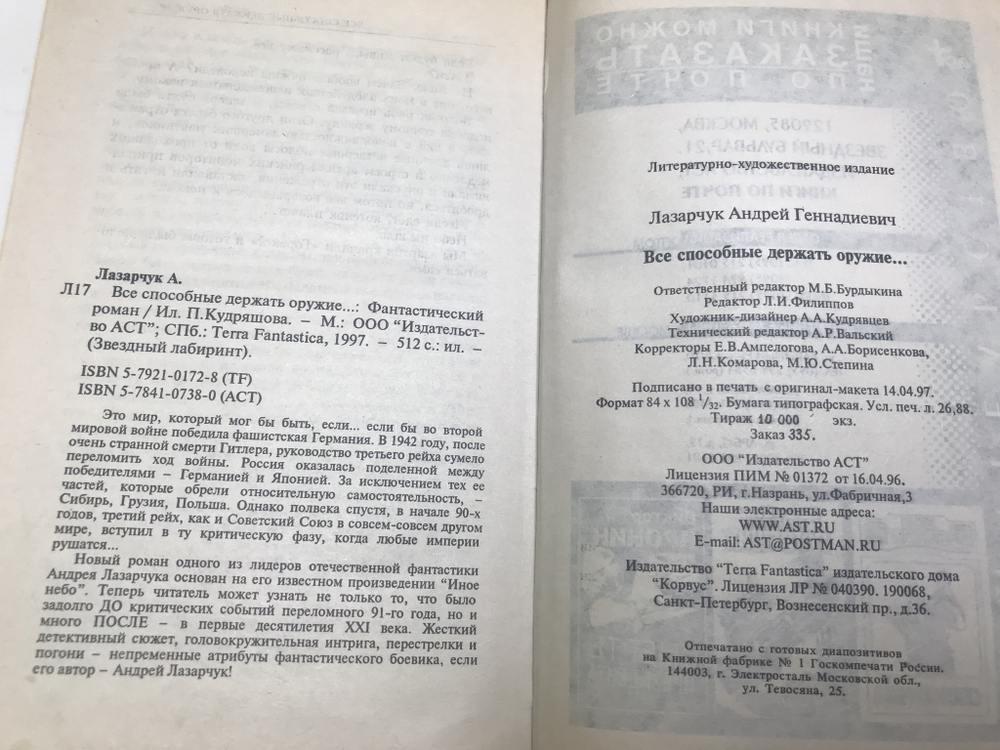 Лазарчук А.
Л17 Все способные держать оружие...: Фантастический
роман / Ил. П.Кудряшова. – М.: ООО “Издательст-
во АСТ”; СПб.: Terra Fantastica, 1997. – 512 с.: ил. –
(Звездный лабиринт).
ISBN 5-7921-0172-8 (TF)
ISBN 5-7841-0738-0 (АСТ)
Это мир, который мог бы быть, если... если бы во второй
мировой войне победила фашистская Германия. В 1942 году, после
очень странной смерти Гитлера, руководство третьего рейха сумело
переломить ход войны. Россия оказалась поделенной между
победителями – Германией и Японией. За исключением тех ее
частей, которые обрели относительную самостоятельность, –
Сибирь, Грузия, Польша. Однако полвека спустя, в начале 90-х
годов, третий рейх, как и Советский Союз в совсем-совсем другом
мире, вступил в ту критическую фазу, когда любые империи
рушатся...
Новый роман одного из лидеров отечественной фантастики
Андрея Лазарчука основан на его известном произведении “Иное
небо”. Теперь читатель может узнать не только то, что было
задолго ДО критических событий переломного 91-го года, но и
много ПОСЛЕ – в первые десятилетия XXI века. Жесткий
детективный сюжет, головокружительная интрига, перестрелки и
погони – непременные атрибуты фантастического боевика, если
его автор – Андрей Лазарчук!
Литературно-художественное издание
Лазарчук Андрей Геннадиевич
Все способные держать оружие...
Ответственный редактор М.Б.Бурдыкина
Редактор Л.И.Филиппов
Художник-дизайнер А.А.Кудрявцев
Технический редактор А.Р.Вальский
Корректоры Е.В.Ампелогова, А.А.Борисенкова,
Л.Н.Комарова, М.Ю.Степина
Подписано в печать с оригинал-макета 14.04.97.
Формат 84 х 108 1/32. Бумага типографская. Усл. печ. л. 26,88.
Тираж 10 000 экз.
Заказ 335.
ООО “Издательство АСТ”
Лицензия ПИМ № 01372 от 16.04.96.
366720, РИ, г.Назрань, ул.Фабричная,3
Наши электронные адреса:
WWW.AST.RU
E-mail: AST@POSTMAN.RU
Издательство “Terra Fantastica” издательского дома
“Корвус”. Лицензия ЛР № 040390. 190068,
Санкт-Петербург, Вознесенский пр., д.36.
Отпечатано с готовых диапозитивов
на Книжной фабрике № 1 Госкомпечати России.
144003, г. Электросталь Московской обл.,
ул. Тевосяна, 25.